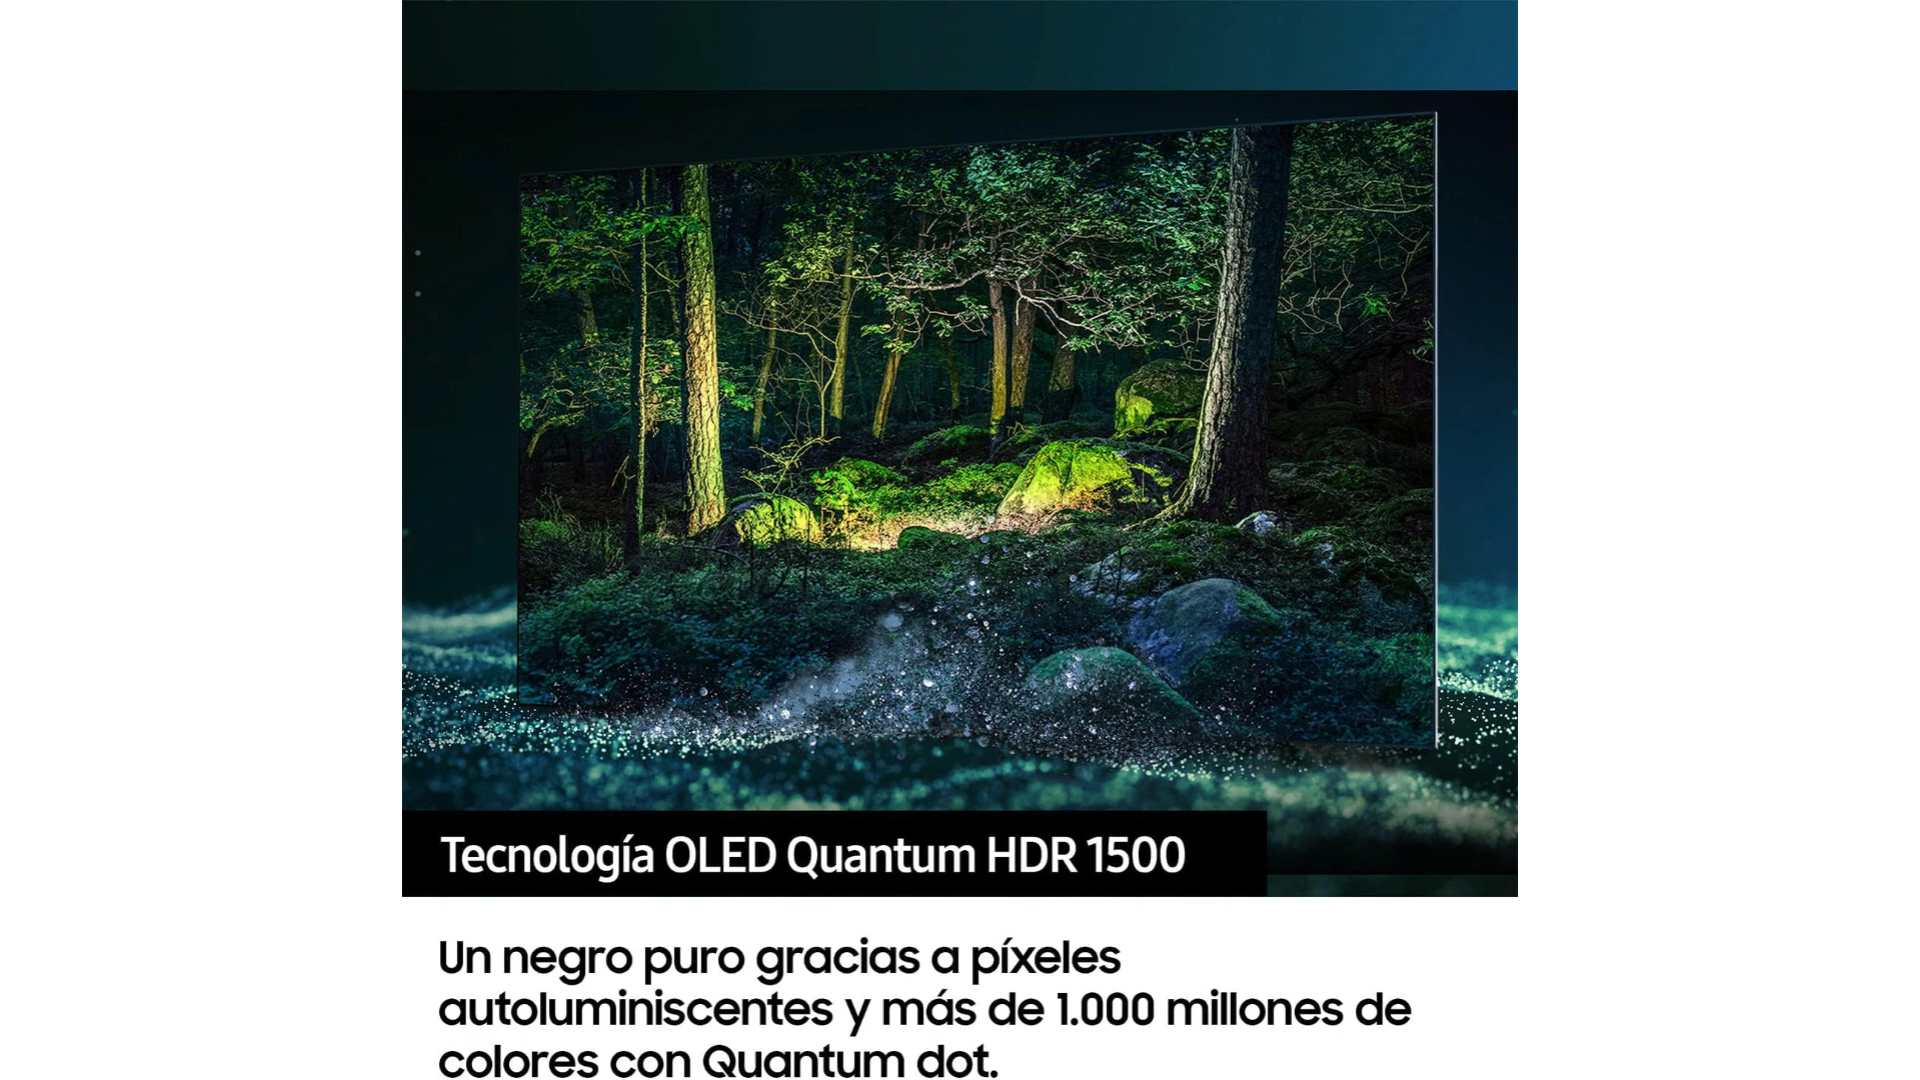 Tecnología OLED Quantum HDR 1500
Un negro puro gracias a píxeles
autoluminiscentes y más de 1.000 millones de
colores con Quantum dot.